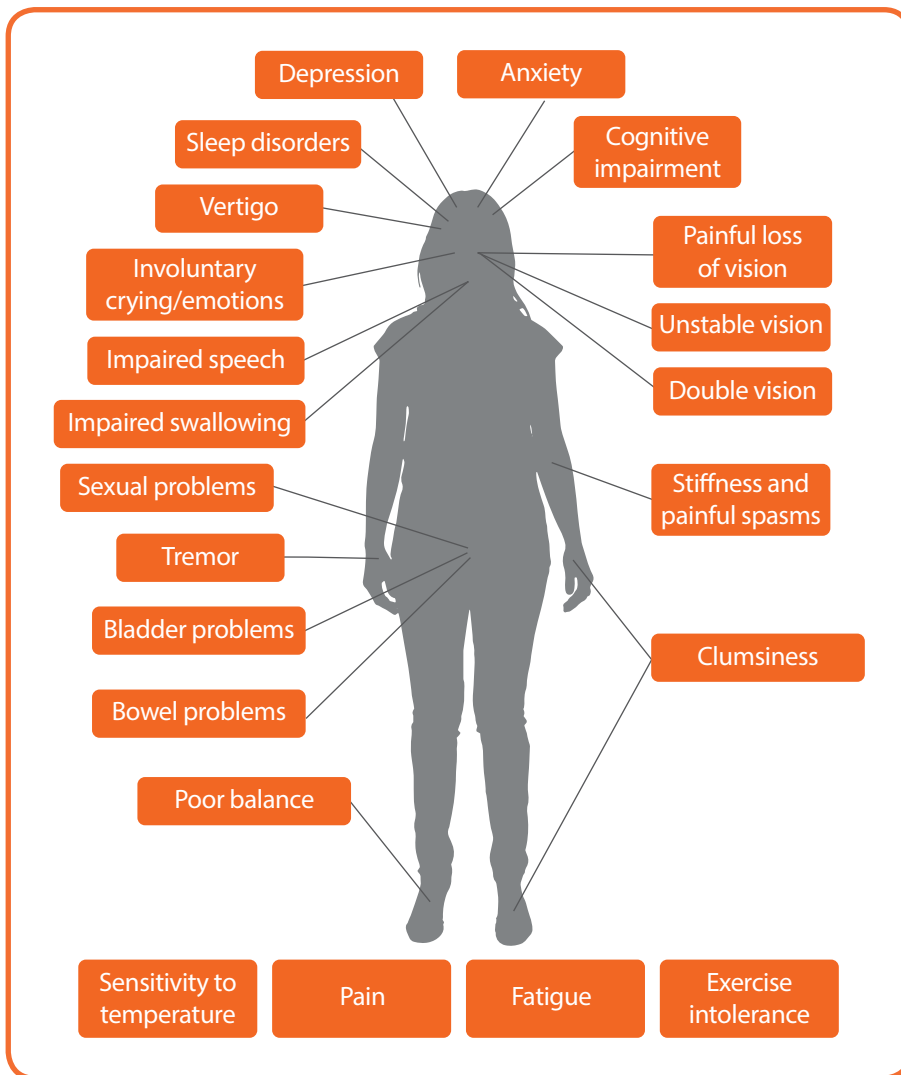 Depression
Anxiety
Sleep disorders
Cognitive
impairment
Vertigo
Painful loss
of vision
Involuntary
crying/emotions
Unstable vision
Impaired speech
Double vision
Impaired swallowing
Sexual problems
Stiffness and
painful spasms
Tremor
Bladder problems
Clumsiness
Bowel problems
Poor balance
Sensitivity to
temperature
Pain
Fatigue
Exercise
intolerance